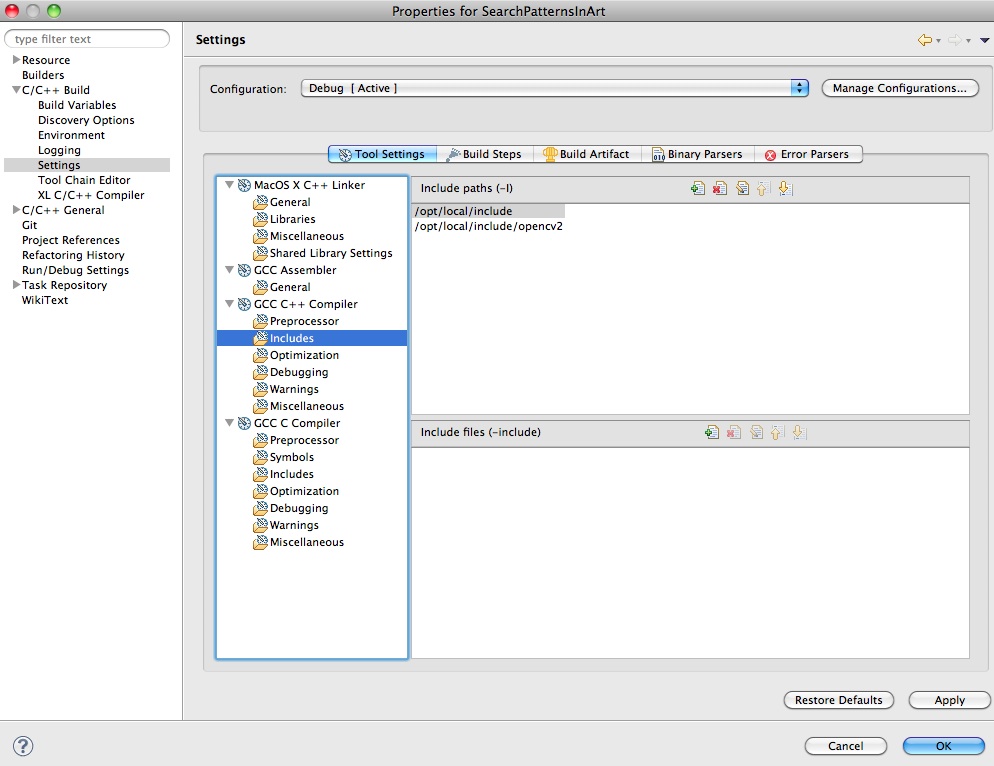 Properties for SearchPatternsInArt
type filter text
Resource
Builders
C/C++ Build
Build Variables
Discovery Options
Environment
Logging
Settings
Tool Chain Editor
XL C/C++ Compiler
C/C++ General
Git
Project References
Refactoring History
Run/Debug Settings
Task Repository
WikiText
Settings
Configuration: Debug [ Active ] Manage Configurations...
Tool Settings Build Steps Build Artifact Binary Parsers Error Parsers
MacOS X C++ Linker
General
Libraries
Miscellaneous
Shared Library Settings
GCC Assembler
General
GCC C++ Compiler
Preprocessor
Includes
Optimization
Debugging
Warnings
Miscellaneous
GCC C Compiler
Preprocessor
Symbols
Includes
Optimization
Debugging
Warnings
Miscellaneous
Include paths (-I)
/opt/local/include
/opt/local/include/opencv2
Include files (-include)
Restore Defaults Apply
? Cancel OK